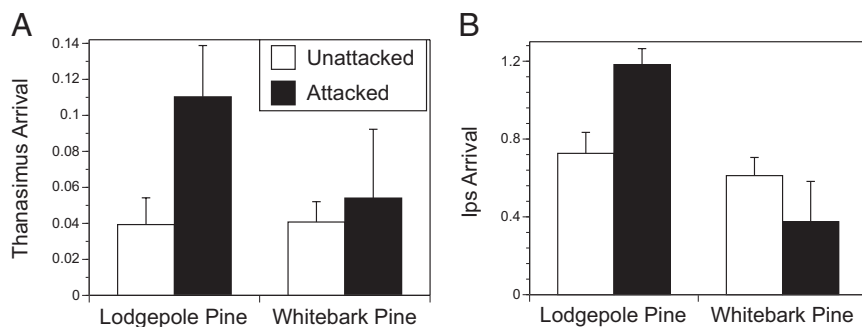 A
Thanasimus Arrival
0.14
0.12
0.1
0.08
0.06
0.04
0.02
0
Unattacked
Attacked
Lodgepole Pine
Whitebark Pine
B
Ips Arrival
1.2
0.8
0.4
0
Lodgepole Pine
Whitebark Pine